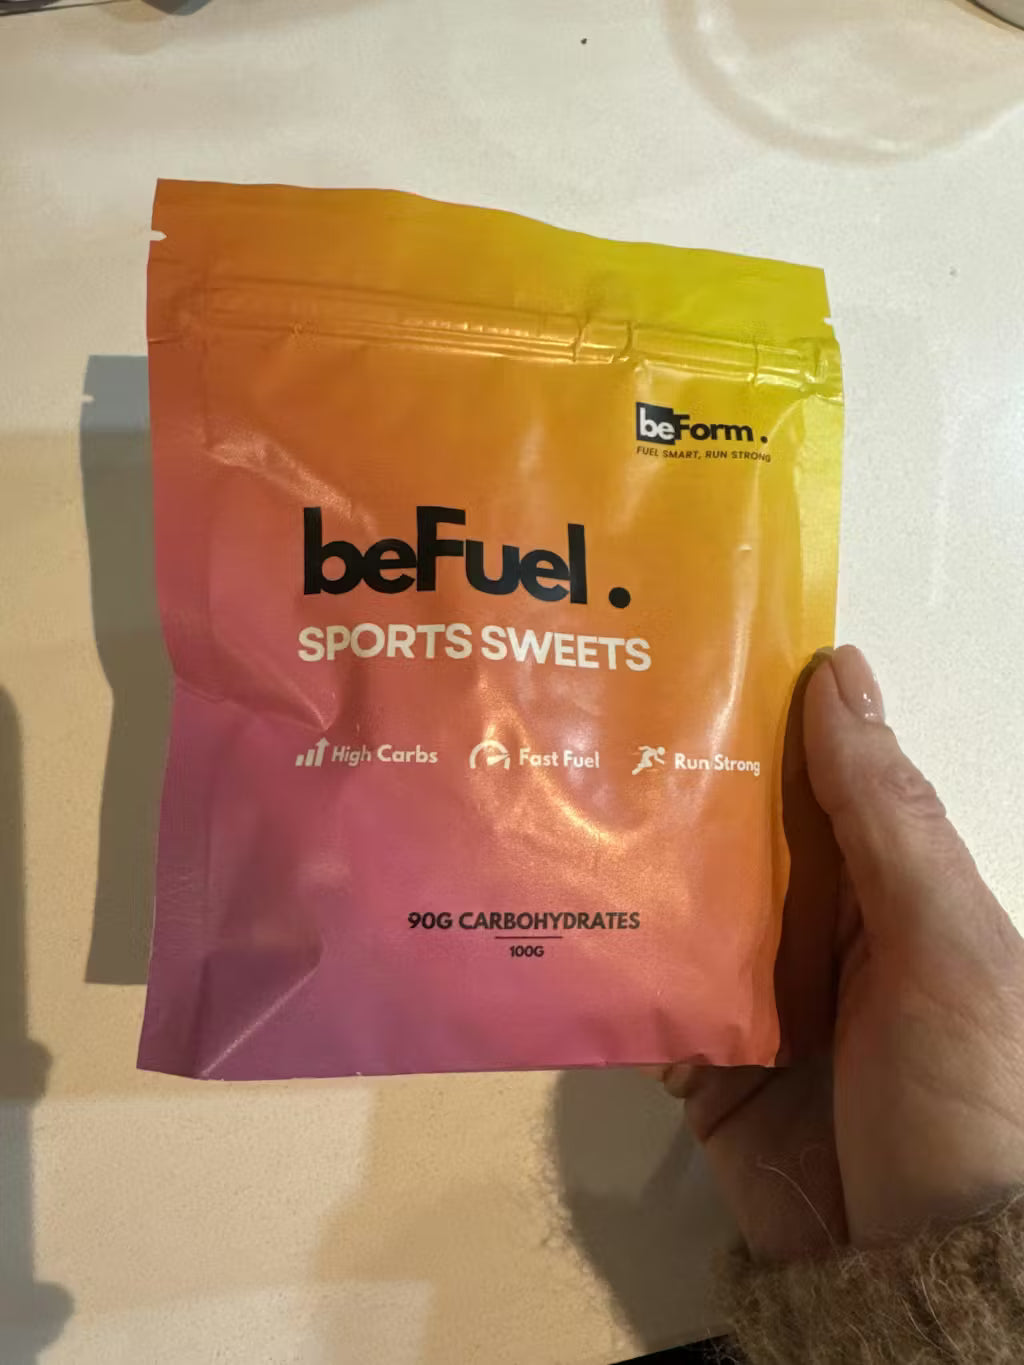 beForm.
FUEL SMART, RUN STRONG
beFuel.
SPORTS SWEETS
High Carbs Fast Fuel Run Strong
90G CARBOHYDRATES
100G